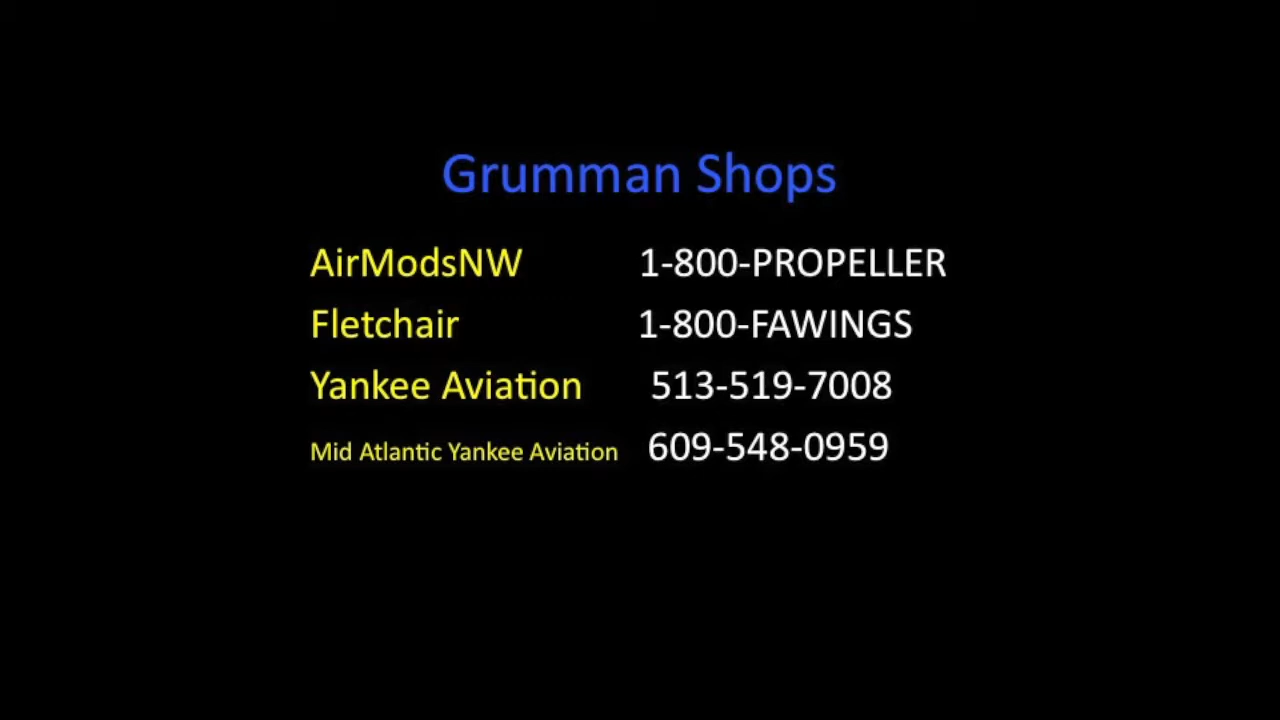 Grumman Shops
AirModsNW 1-800-PROPELLER
Fletchair 1-800-FAWINGS
Yankee Aviation 513-519-7008
Mid Atlantic Yankee Aviation 609-548-0959